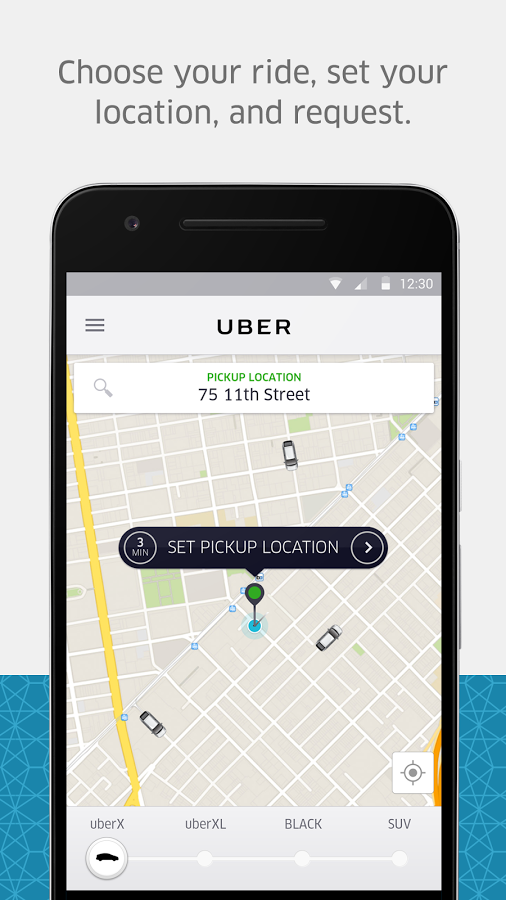 Choose your ride, set your
location, and request.
12:30
UBER
PICKUP LOCATION
75 11th Street
3
MIN
SET PICKUP LOCATION
uberX
uberXL
BLACK
SUV